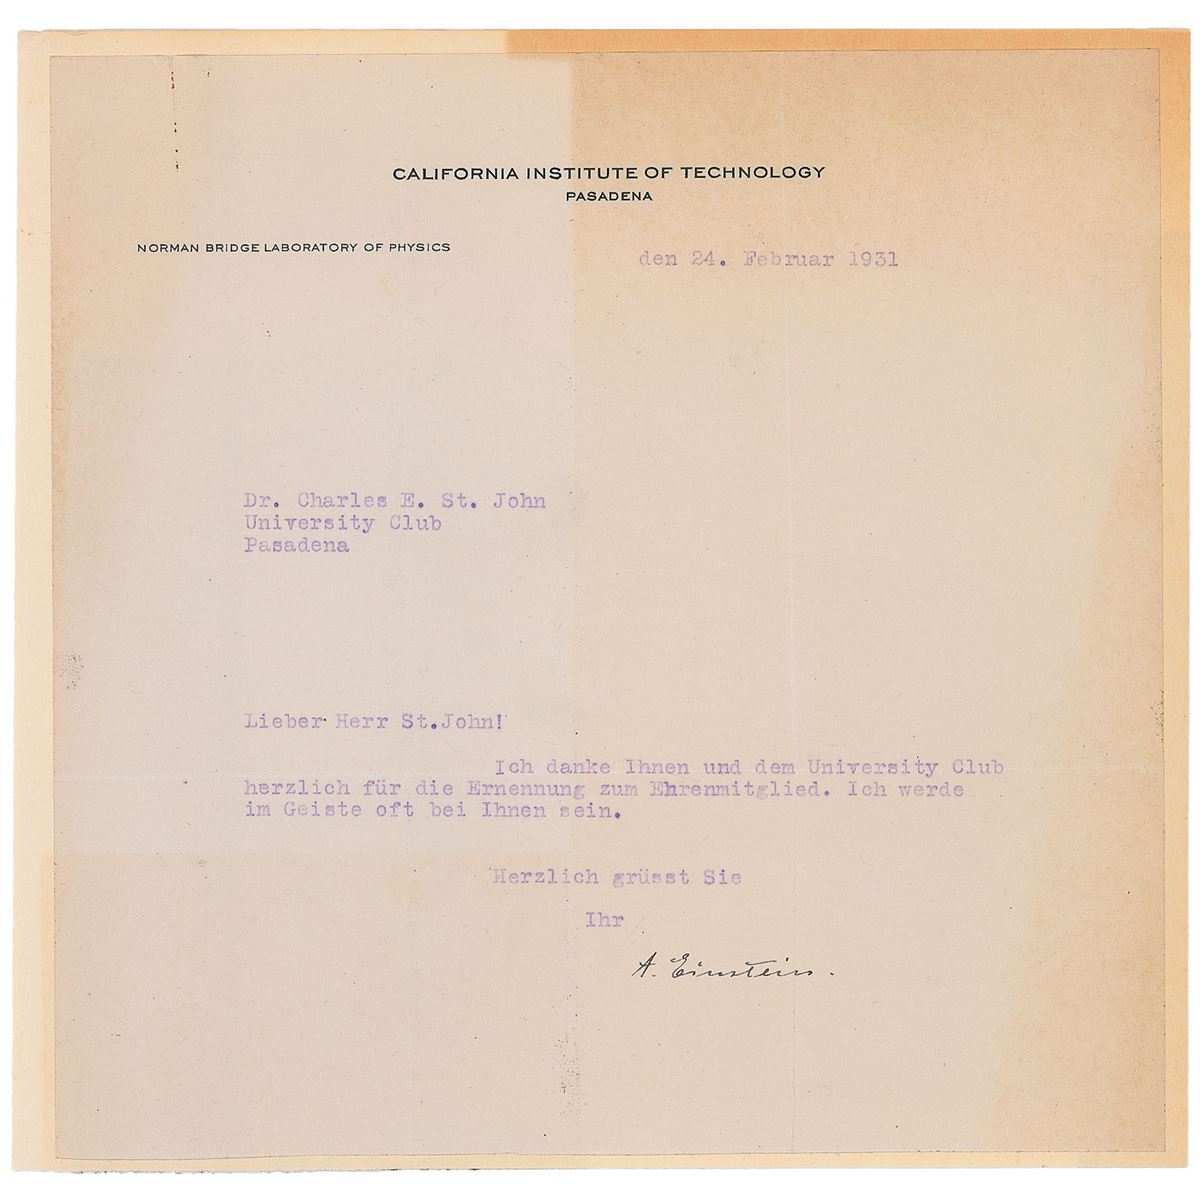 CALIFORNIA INSTITUTE OF TECHNOLOGY
PASADENA
NORMAN BRIDGE LABORATORY OF PHYSICS
den 24. Februar 1931
Dr. Charles E. St. John
University Club
Pasadena
Lieber Herr St.John!
Ich danke Ihnen und dem University Club
herzlich für die Ernennung zum Ehrenmitglied. Ich werde
im Geiste oft bei Ihnen sein.
Herzlich grüsst Sie
Ihr
A. Einstein.